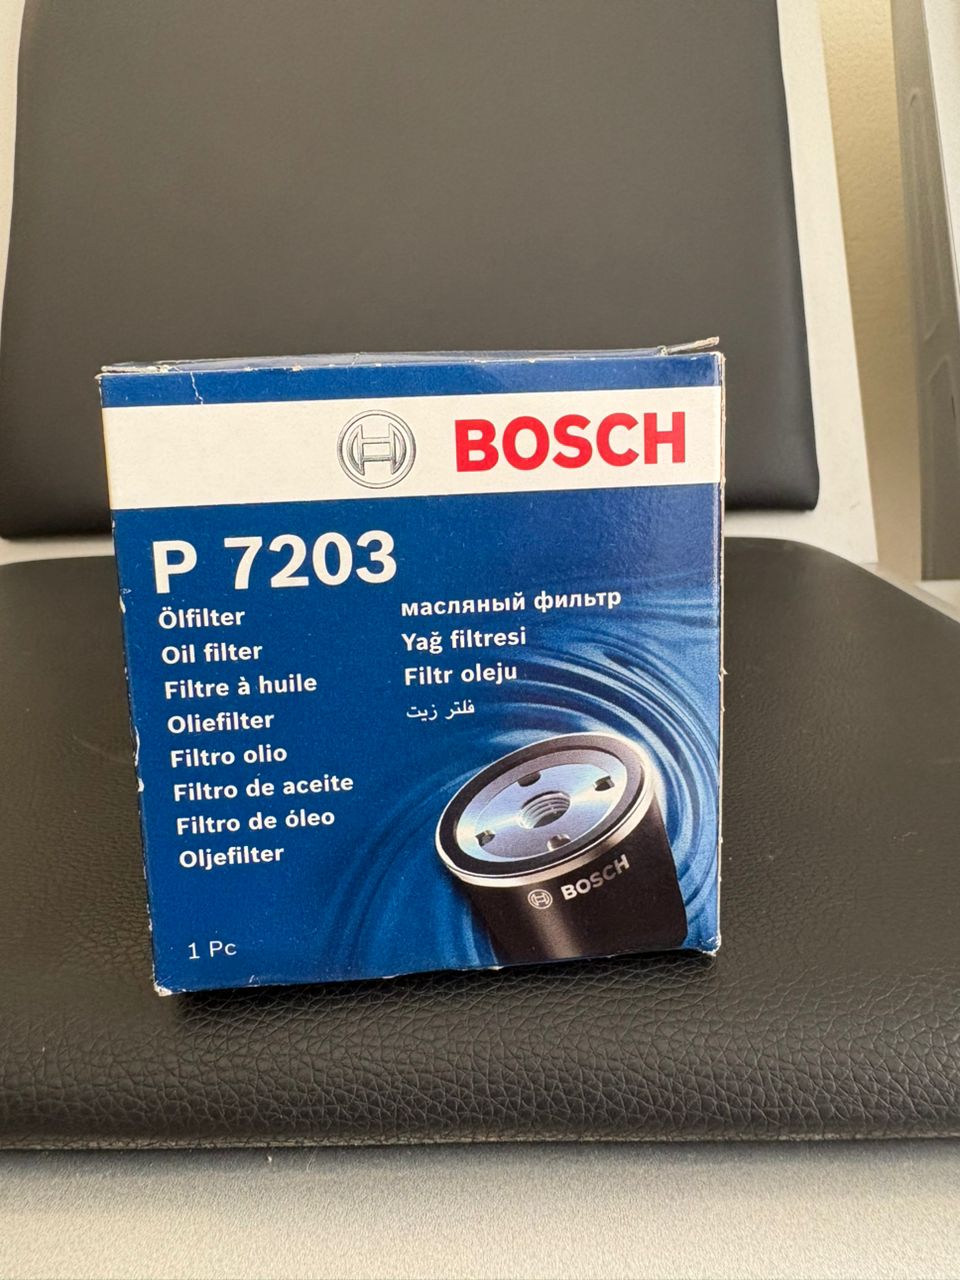 BOSCH
P 7203
Ölfilter
Oil filter
Filtre à huile
Oliefilter
Filtro olio
Filtro de aceite
Filtro de óleo
Oljefilter
масляный фильтр
Yağ filtresi
Filtr oleju
فلتر زيت
BOSCH
1 Pc